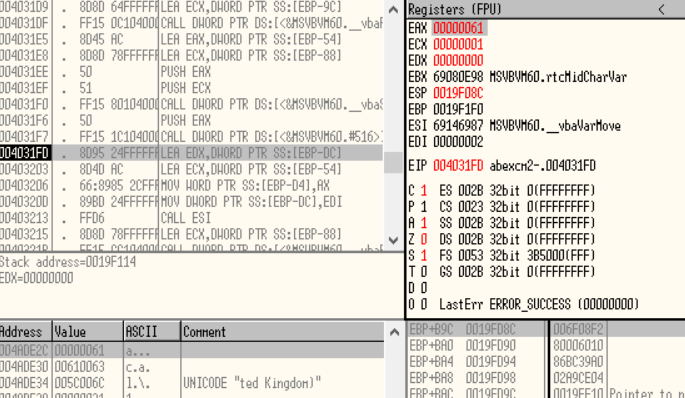 004031D9 . 8D8D 64FFFFFF LEA ECX,DWORD PTR SS:[EBP-9C]
004031DF . FF15 0C104000 CALL DWORD PTR DS:[<&MSVBVM60.__vbaF
004031E5 . 8D45 AC LEA EAX,DWORD PTR SS:[EBP-54]
004031E8 . 8D8D 78FFFFFF LEA ECX,DWORD PTR SS:[EBP-88]
004031EE . 50 PUSH EAX
004031EF . 51 PUSH ECX
004031F0 . FF15 80104000 CALL DWORD PTR DS:[<&MSVBVM60.__vbaS
004031F6 . 50 PUSH EAX
004031F7 . FF15 1C104000 CALL DWORD PTR DS:[<&MSVBVM60.#516>]
004031FD . 8D95 24FFFFFF LEA EDX,DWORD PTR SS:[EBP-DC]
00403203 . 8D4D AC LEA ECX,DWORD PTR SS:[EBP-54]
00403206 . 66:8985 2CFFF MOV WORD PTR SS:[EBP-D4],AX
0040320D . 89BD 24FFFFFF MOV DWORD PTR SS:[EBP-DC],EDI
00403213 . FFD6 CALL ESI
00403215 . 8D8D 78FFFFFF LEA ECX,DWORD PTR SS:[EBP-88]
Stack address=0019F114
EDX=00000000
Registers (FPU) <
EAX 00000061
ECX 00000001
EDX 00000000
EBX 69080E98 MSVBVM60.rtcMidCharVar
ESP 0019FD8C
EBP 0019F1F0
ESI 69146987 MSVBVM60.__vbaVarMove
EDI 00000002
EIP 004031FD abexcm2-.004031FD
C 1 ES 002B 32bit 0(FFFFFFFF)
P 1 CS 0023 32bit 0(FFFFFFFF)
A 1 SS 002B 32bit 0(FFFFFFFF)
Z 0 DS 002B 32bit 0(FFFFFFFF)
S 1 FS 0053 32bit 3B5000(FFF)
T 0 GS 002B 32bit 0(FFFFFFFF)
D 0
O 0 LastErr ERROR_SUCCESS (00000000)
Address Value ASCII Comment
004ADE2C 00000061 a...
004ADE30 00610063 c.a.
004ADE34 005C006C l.\. UNICODE "ted Kingdom)"
EBP+B9C 0019FD8C 006F08F2
EBP+BA0 0019FD90 80006010
EBP+BA4 0019FD94 86BC39A0
EBP+BA8 0019FD98 02A9CED4